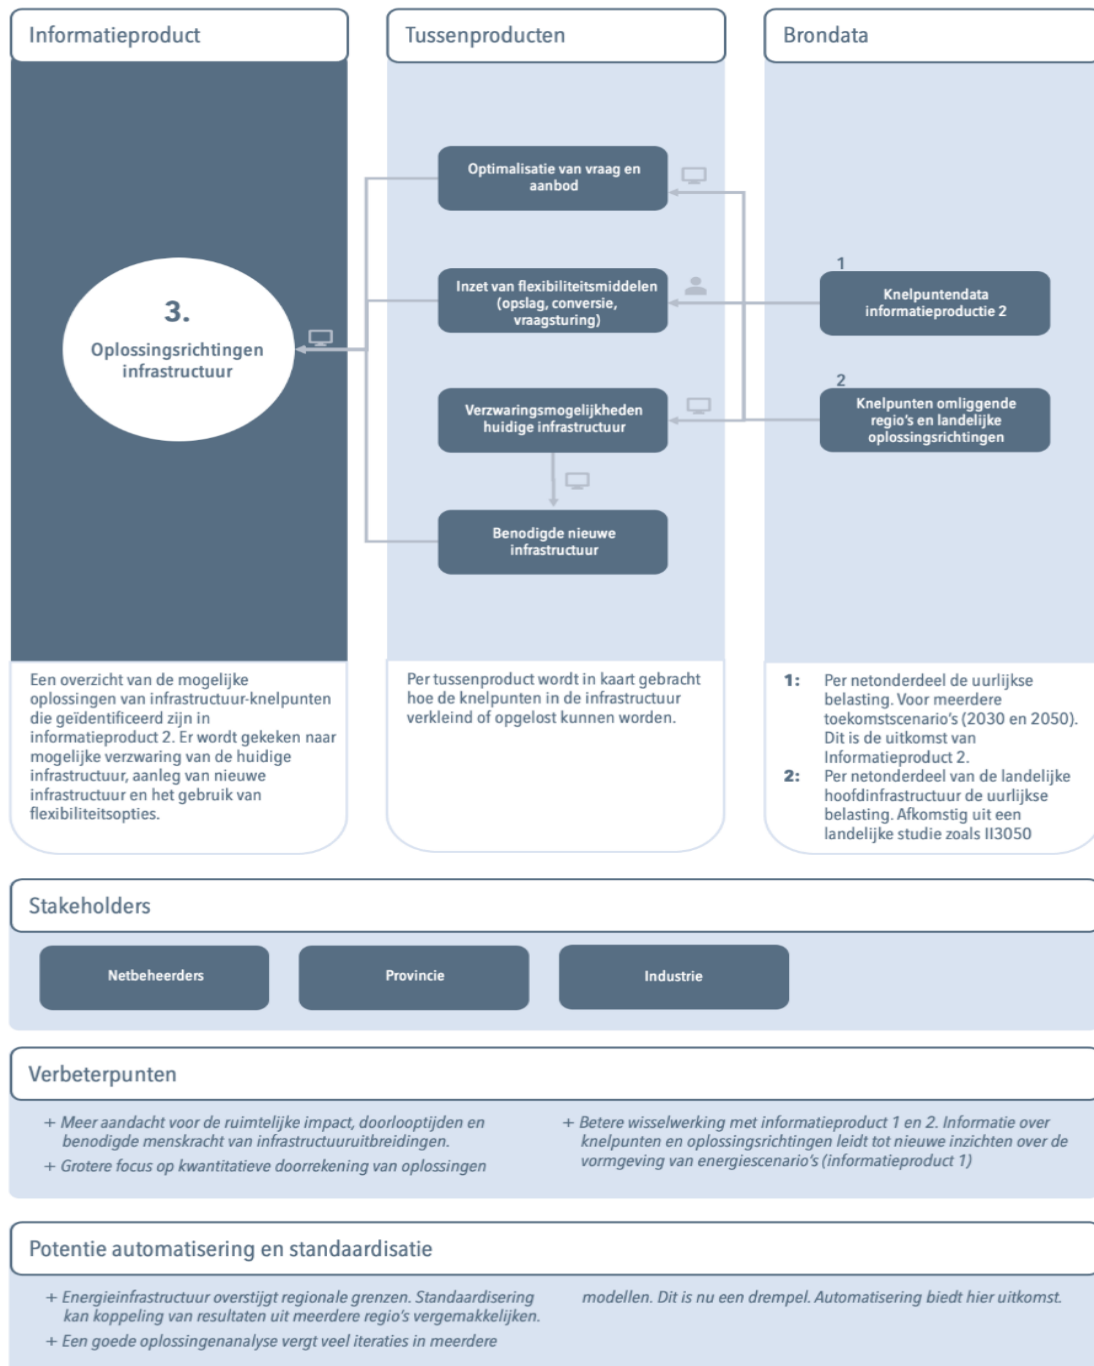 Informatieproduct
Tussenproducten
Brondata
3.
Oplossingsrichtingen
infrastructuur
Optimalisatie van vraag en
aanbod
Inzet van flexibiliteitsmiddelen
(opslag, conversie,
vraagsturing)
Verzwaringsmogelijkheden
huidige infrastructuur
Benodigde nieuwe
infrastructuur
1
Knelpuntendata
informatieproductie 2
2
Knelpunten omliggende
regio's en landelijke
oplossingsrichtingen
Een overzicht van de mogelijke
oplossingen van infrastructuur-knelpunten
die geïdentificeerd zijn in
informatieproduct 2. Er wordt gekeken naar
mogelijke verzwaring van de huidige
infrastructuur, aanleg van nieuwe
infrastructuur en het gebruik van
flexibiliteitsopties.
Per tussenproduct wordt in kaart gebracht
hoe de knelpunten in de infrastructuur
verkleind of opgelost kunnen worden.
1: Per netonderdeel de uurlijkse
belasting. Voor meerdere
toekomstscenario's (2030 en 2050).
Dit is de uitkomst van
Informatieproduct 2.
2: Per netonderdeel van de landelijke
hoofdinfrastructuur de uurlijkse
belasting. Afkomstig uit een
landelijke studie zoals II3050
Stakeholders
Netbeheerders
Provincie
Industrie
Verbeterpunten
+ Meer aandacht voor de ruimtelijke impact, doorlooptijden en
benodigde menskracht van infrastructuuruitbreidingen.
+ Grotere focus op kwantitatieve doorrekening van oplossingen
+ Betere wisselwerking met informatieproduct 1 en 2. Informatie over
knelpunten en oplossingsrichtingen leidt tot nieuwe inzichten over de
vormgeving van energiescenario's (informatieproduct 1)
Potentie automatisering en standaardisatie
+ Energieinfrastructuur overstijgt regionale grenzen. Standaardisering
kan koppeling van resultaten uit meerdere regio's vergemakkelijken.
+ Een goede oplossingenanalyse vergt veel iteraties in meerdere
modellen. Dit is nu een drempel. Automatisering biedt hier uitkomst.